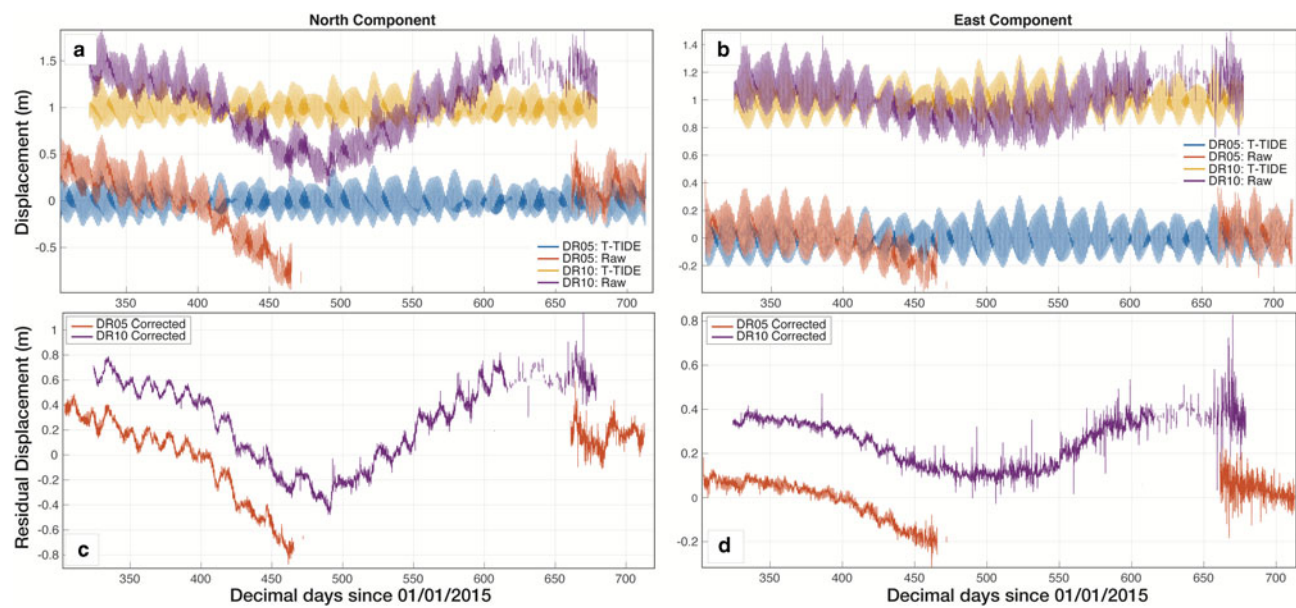 North Component
East Component
a
b
Displacement (m)
1.5
1
0.5
0
-0.5
DR05: T-TIDE
DR05: Raw
DR10: T-TIDE
DR10: Raw
350 400 450 500 550 600 650 700
1.4
1.2
1
0.8
0.6
0.4
0.2
0
-0.2
DR05: T-TIDE
DR05: Raw
DR10: T-TIDE
DR10: Raw
350 400 450 500 550 600 650 700
Residual Displacement (m)
1
0.8
0.6
0.4
0.2
0
-0.2
-0.4
-0.6
-0.8
DR05 Corrected
DR10 Corrected
c
350 400 450 500 550 600 650 700
Decimal days since 01/01/2015
0.8
0.6
0.4
0.2
0
-0.2
DR05 Corrected
DR10 Corrected
d
350 400 450 500 550 600 650 700
Decimal days since 01/01/2015